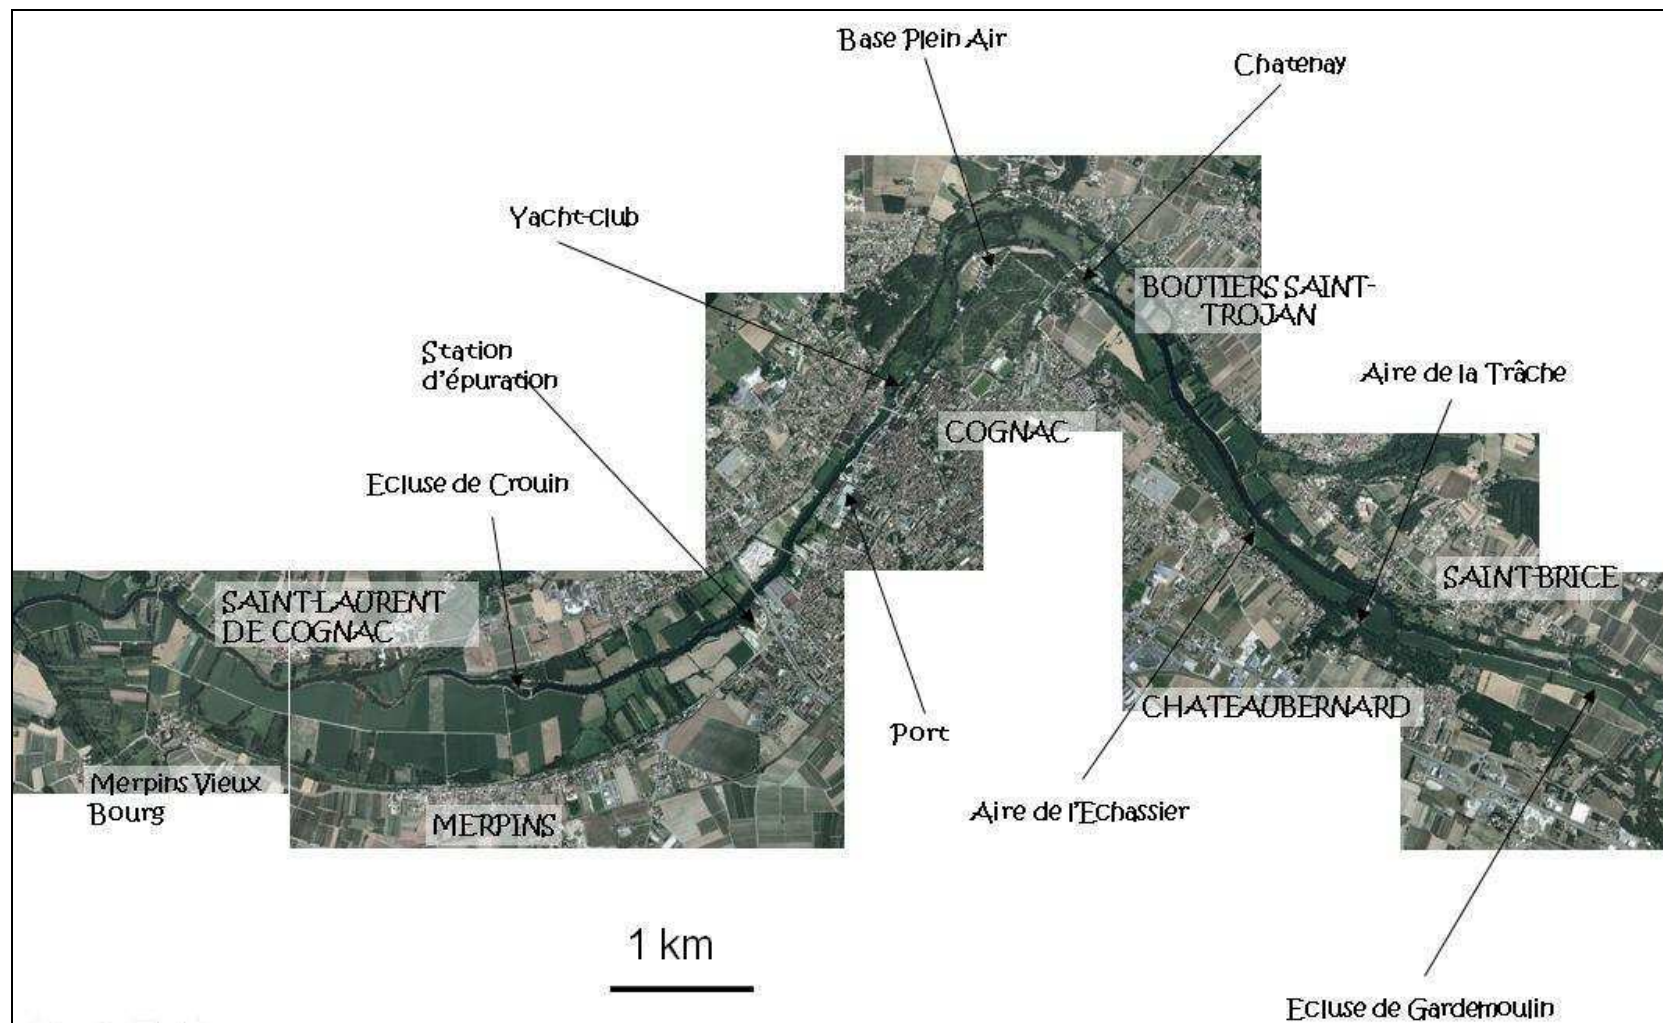 Base Plein Air
Chatenay
Yacht-club
BOUTIERS SAINT-
TROJAN
Station
d'épuration
Aire de la Trâche
COGNAC
Ecluse de Crouin
SAINT-BRICE
SAINT-LAURENT
DE COGNAC
CHATEAUBERNARD
Port
Merpins Vieux
Bourg
Aire de l'Echassier
MERPINS
1 km
Ecluse de Gardemoulin